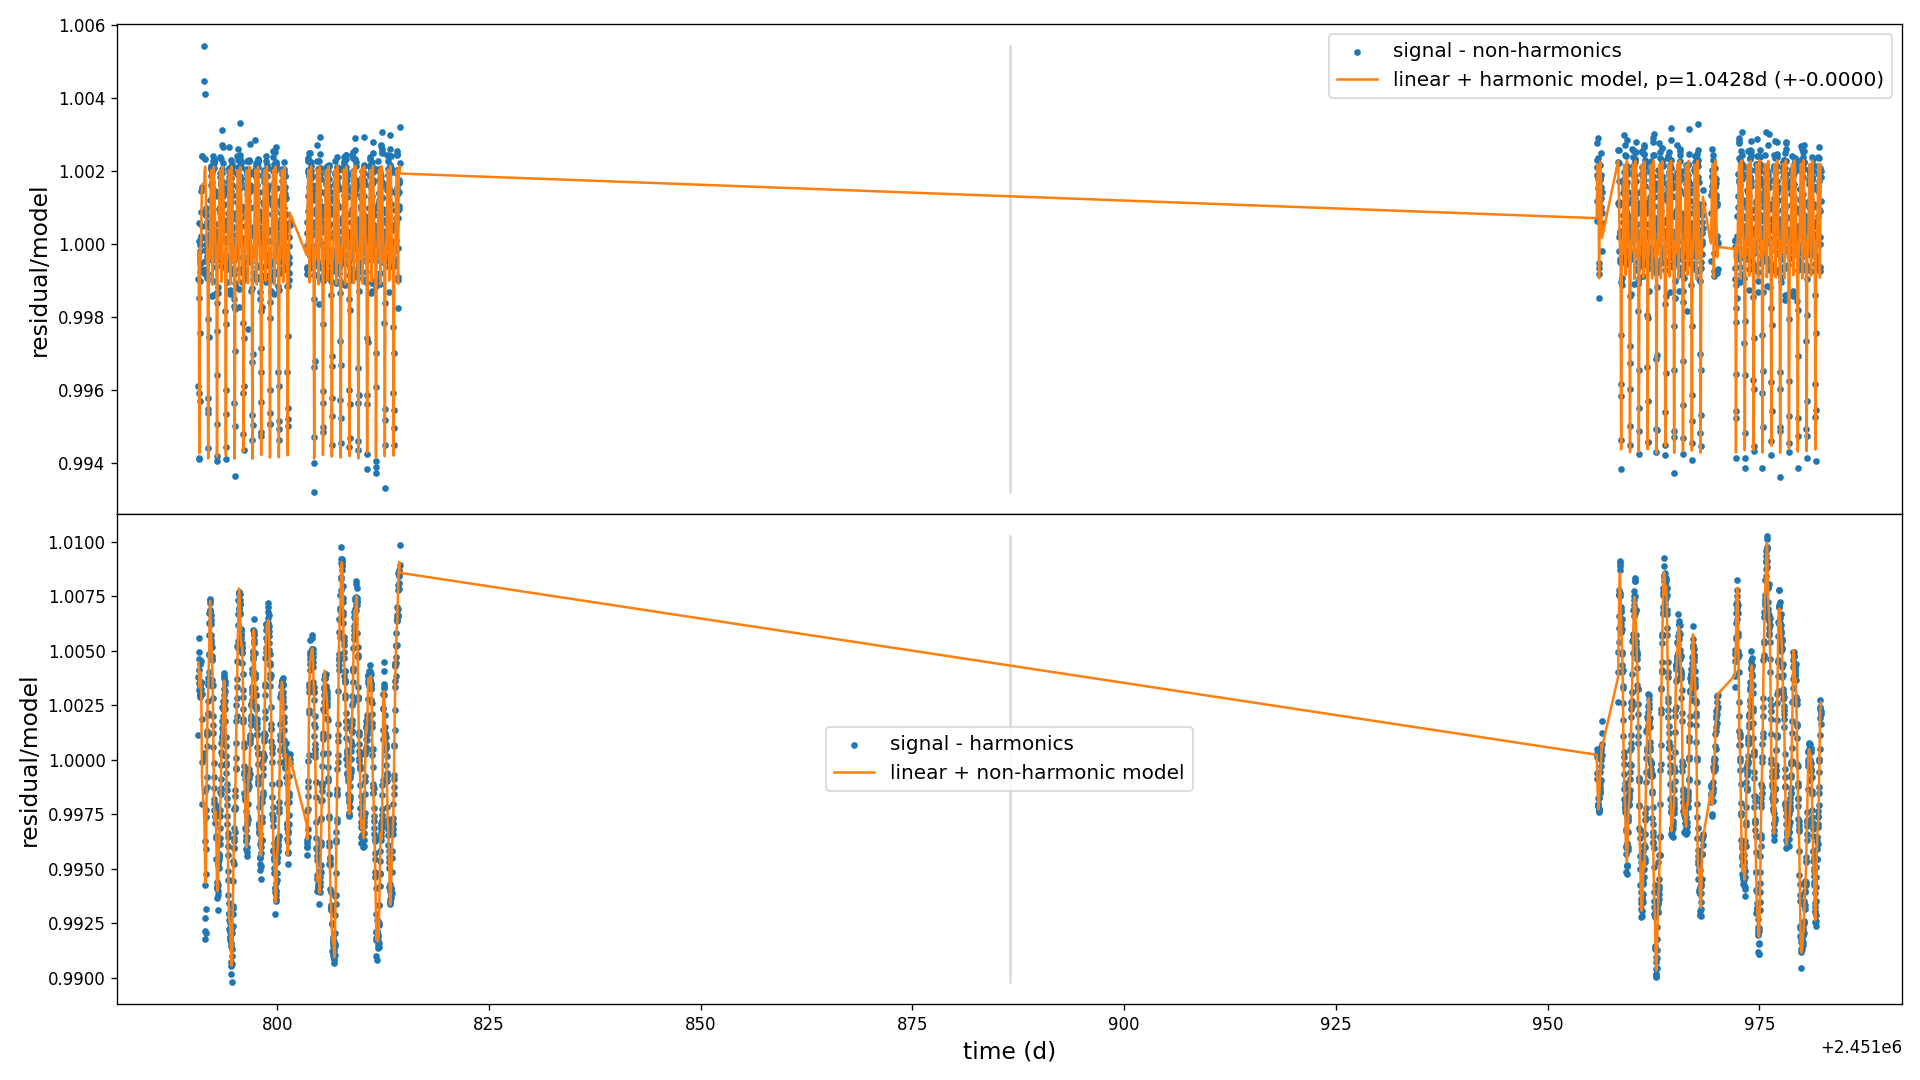 1.006
1.004
1.002
1.000
0.998
0.996
0.994
residual/model
signal - non-harmonics
linear + harmonic model, p=1.0428d (+-0.0000)
1.0100
1.0075
1.0050
1.0025
1.0000
0.9975
0.9950
0.9925
0.9900
residual/model
signal - harmonics
linear + non-harmonic model
800 825 850 875 900 925 950 975
+2.451e6
time (d)